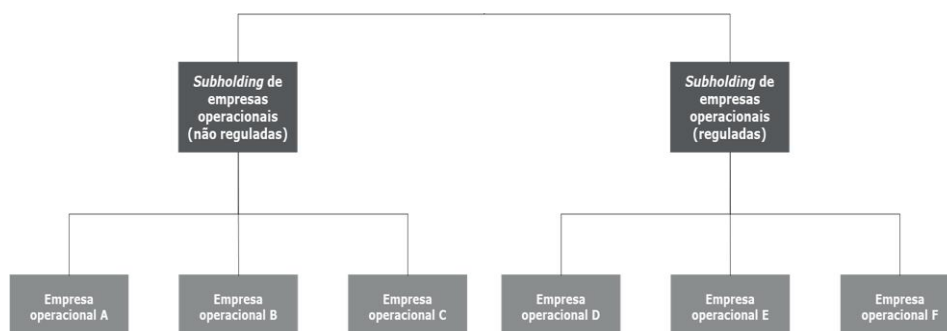 Subholding de
empresas
operacionais
(não reguladas)
Subholding de
empresas
operacionais
(reguladas)
Empresa
operacional A
Empresa
operacional B
Empresa
operacional C
Empresa
operacional D
Empresa
operacional E
Empresa
operacional F